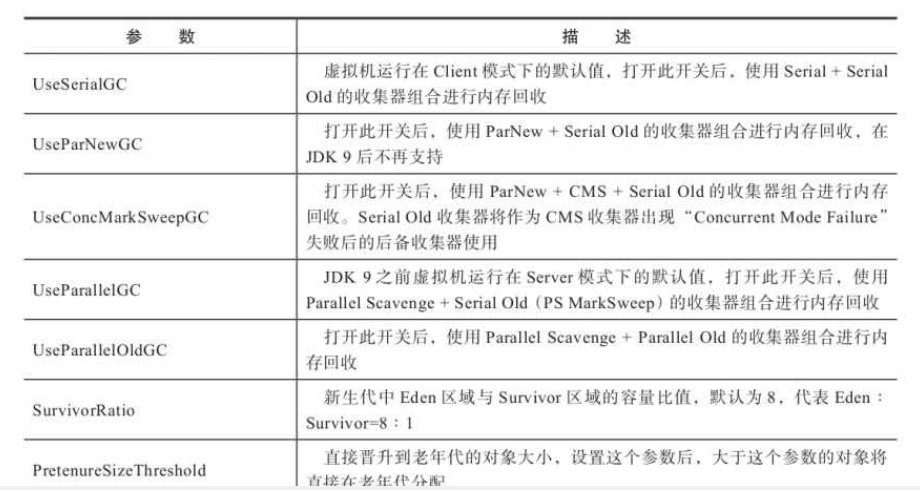 参 数 描 述
UseSerialGC
虚拟机运行在 Client 模式下的默认值，打开此开关后，使用 Serial + Serial
Old 的收集器组合进行内存回收
UseParNewGC
打开此开关后，使用 ParNew + Serial Old 的收集器组合进行内存回收，在
JDK 9 后不再支持
UseConcMarkSweepGC
打开此开关后，使用 ParNew + CMS + Serial Old 的收集器组合进行内存
回收。Serial Old 收集器将作为 CMS 收集器出现“Concurrent Mode Failure”
失败后的后备收集器使用
UseParallelGC
JDK 9 之前虚拟机运行在 Server 模式下的默认值，打开此开关后，使用
Parallel Scavenge + Serial Old（PS MarkSweep）的收集器组合进行内存回收
UseParallelOldGC
打开此开关后，使用 Parallel Scavenge + Parallel Old 的收集器组合进行内
存回收
SurvivorRatio
新生代中 Eden 区域与 Survivor 区域的容量比值，默认为 8，代表 Eden：
Survivor=8：1
PretenureSizeThreshold
直接晋升到老年代的对象大小，设置这个参数后，大于这个参数的对象将
直接在老年代分配